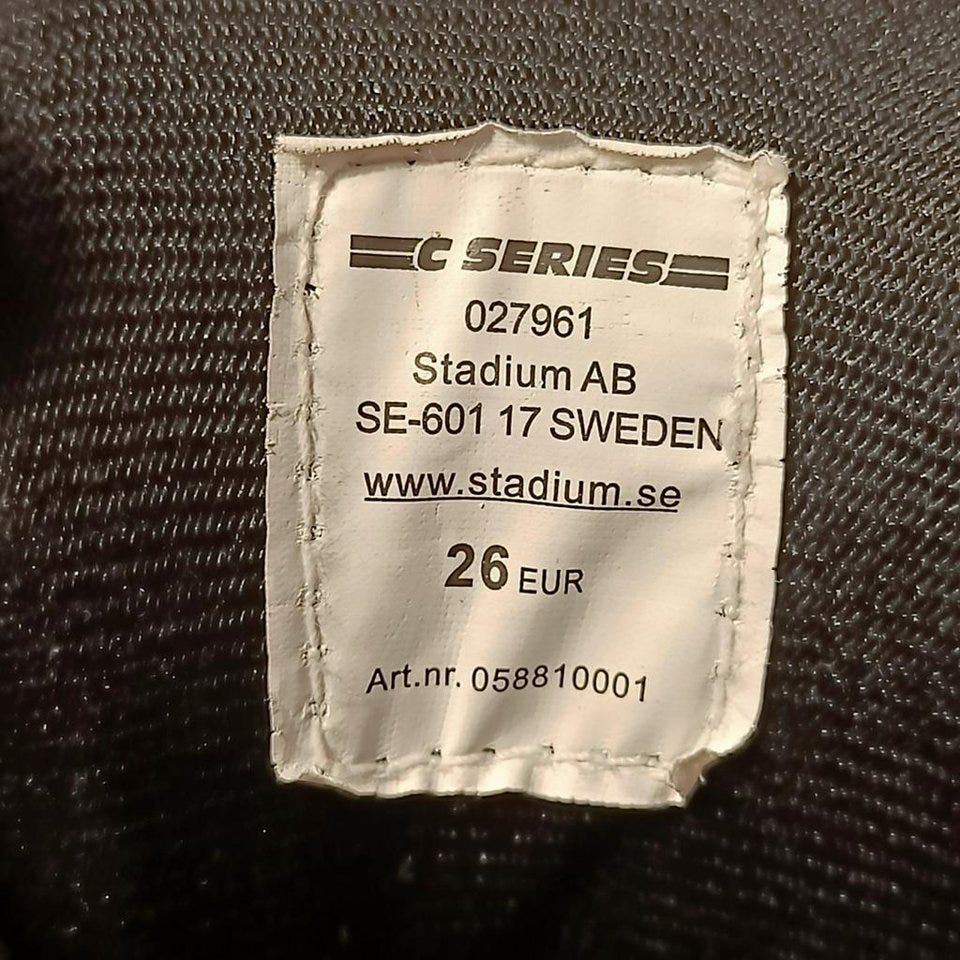 C SERIES
027961
Stadium AB
SE-601 17 SWEDEN
www.stadium.se
26 EUR
Art.nr. 058810001